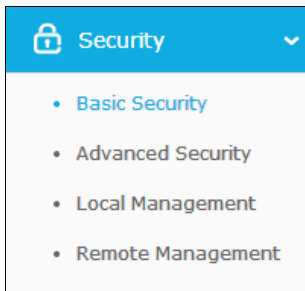 Security
Basic Security
Advanced Security
Local Management
Remote Management